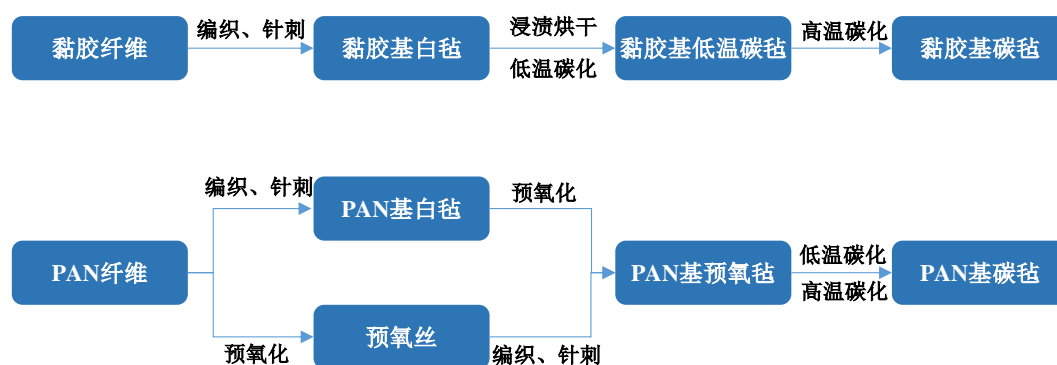 黏胶纤维
编织、针刺
黏胶基白毡
浸渍烘干
低温碳化
黏胶基低温碳毡
高温碳化
黏胶基碳毡
PAN纤维
编织、针刺
PAN基白毡
预氧化
预氧化
预氧丝
编织、针刺
PAN基预氧毡
低温碳化
高温碳化
PAN基碳毡